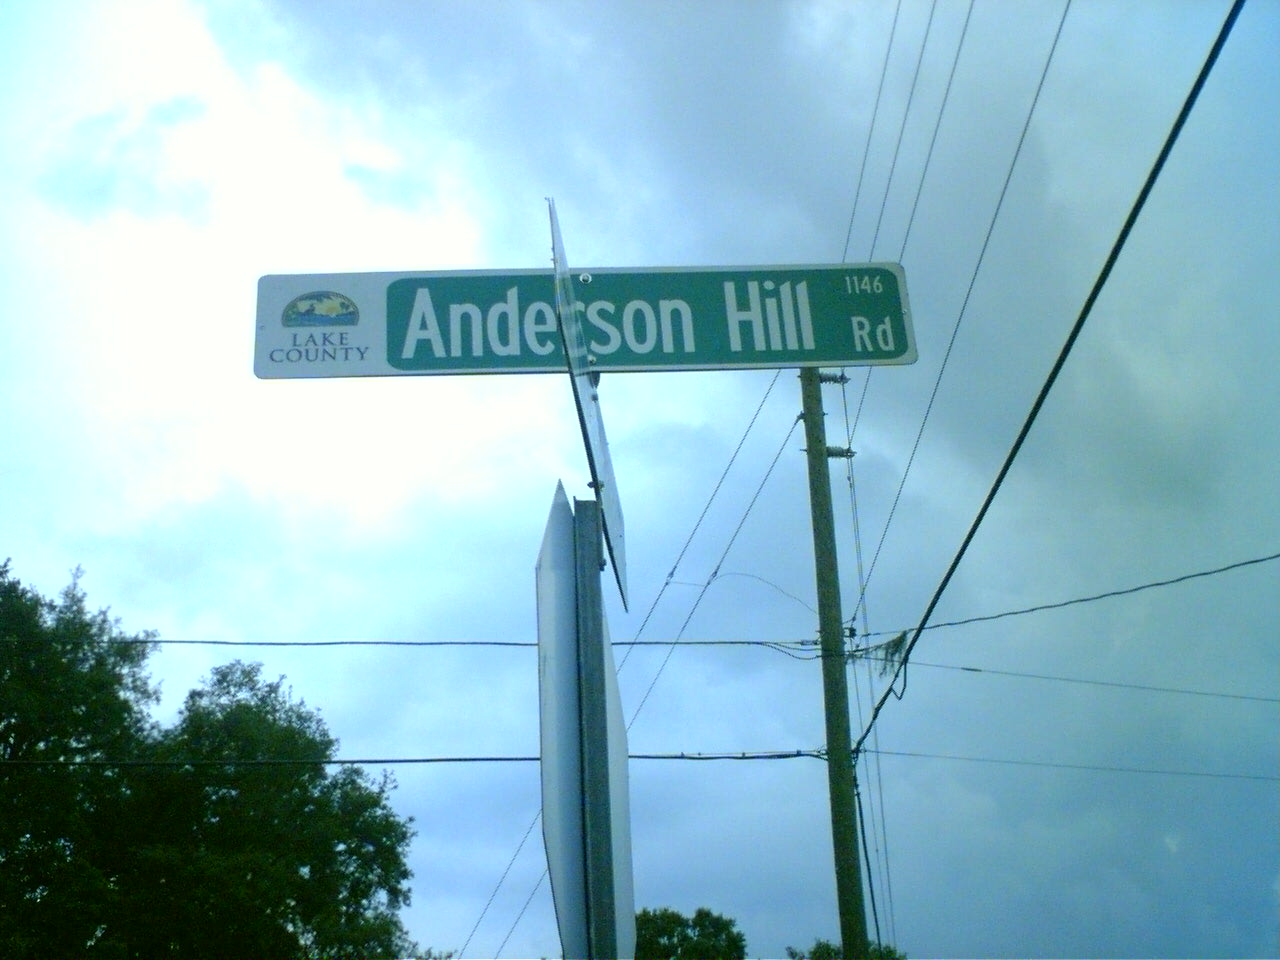 LAKE
COUNTY
Anderson Hill
1146
Rd